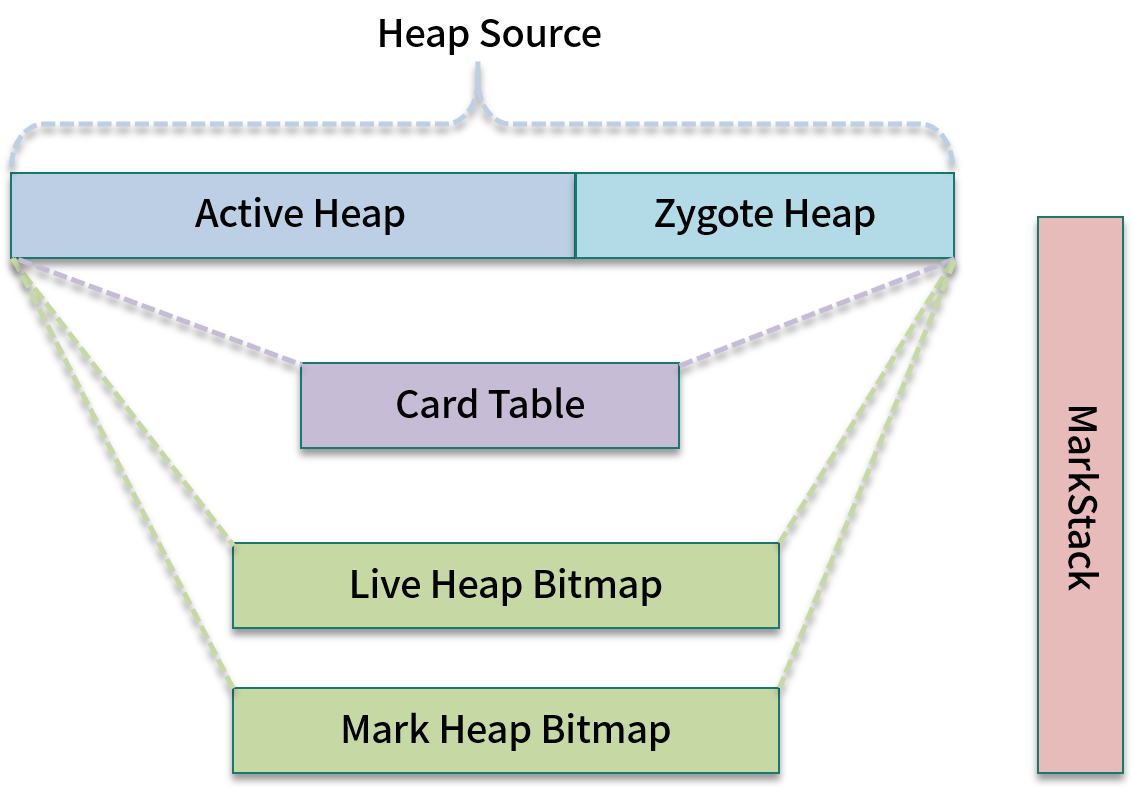 Heap Source
Active Heap
Zygote Heap
Card Table
MarkStack
Live Heap Bitmap
Mark Heap Bitmap